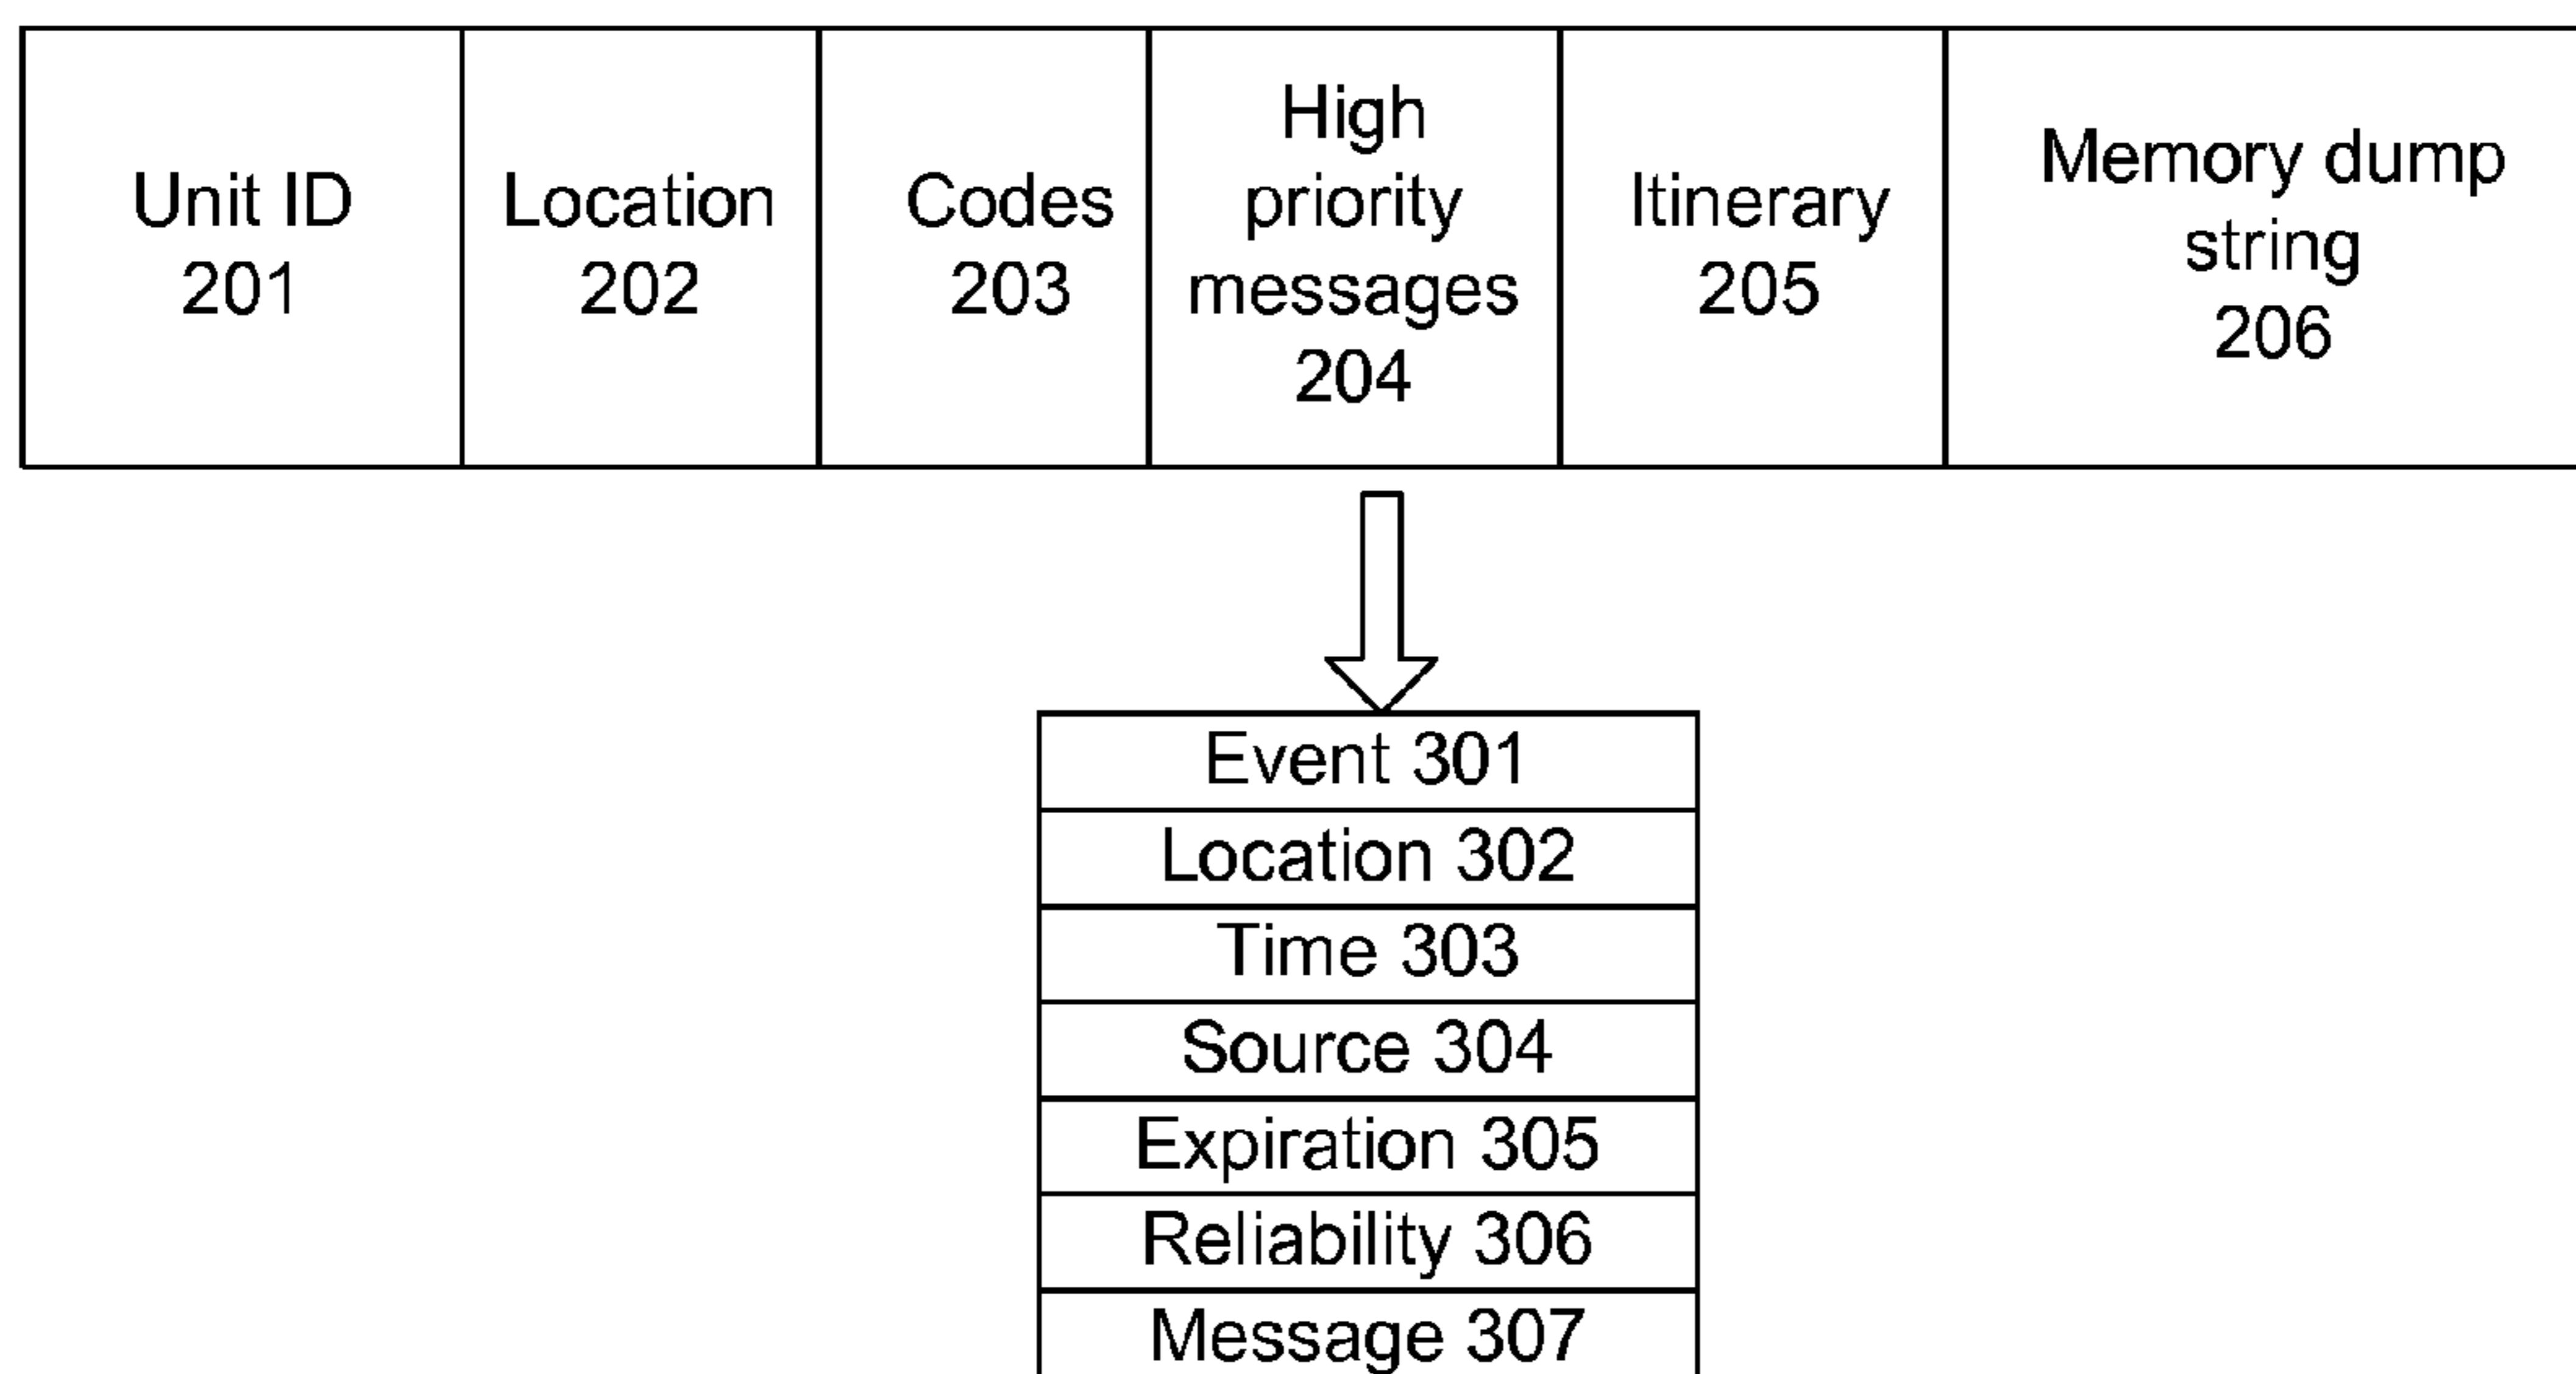 Unit ID
201
Location
202
Codes
203
High
priority
messages
204
Itinerary
205
Memory dump
string
206
Event 301
Location 302
Time 303
Source 304
Expiration 305
Reliability 306
Message 307